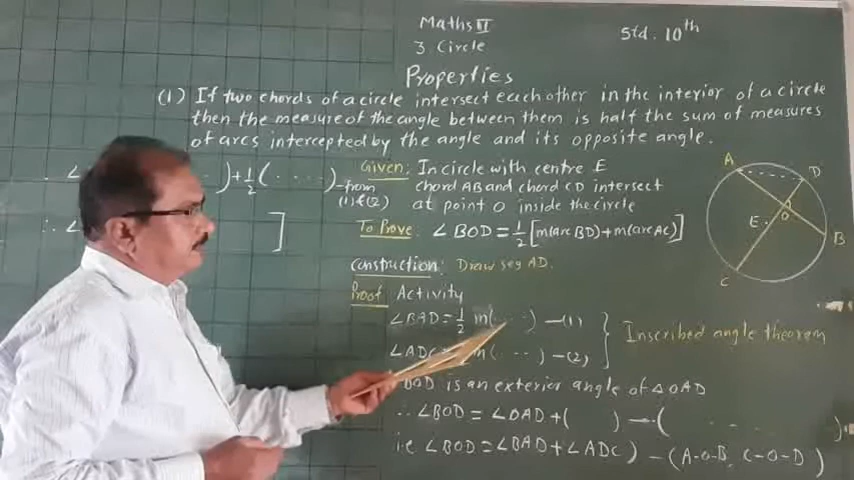 Maths II
Std. 10th
3 Circle
Properties
(1) If two chords of a circle intersect each other in the interior of a circle
then the measure of the angle between them is half the sum of measures
of arcs intercepted by the angle and its opposite angle.
Given: In circle with centre E
chord AB and chord CD intersect
at point O inside the circle
To Prove: ∠BOD = 1/2 [m(arc BD) + m(arc AC)]
Construction: Draw seg AD.
Proof: Activity
∠BAD = 1/2 m(....) —(1)
∠ADC = m(....) —(2)
Inscribed angle theorem
BOD is an exterior angle of △OAD
∴ ∠BOD = ∠OAD + ( ) —( .... )
i.e ∠BOD = ∠BAD + ∠ADC) —(A-O-B, C-O-D)
∴ ∠ ) + 1/2 (.....) — from (1) & (2)
∴ ∠ ]
A
D
E
O
B
C